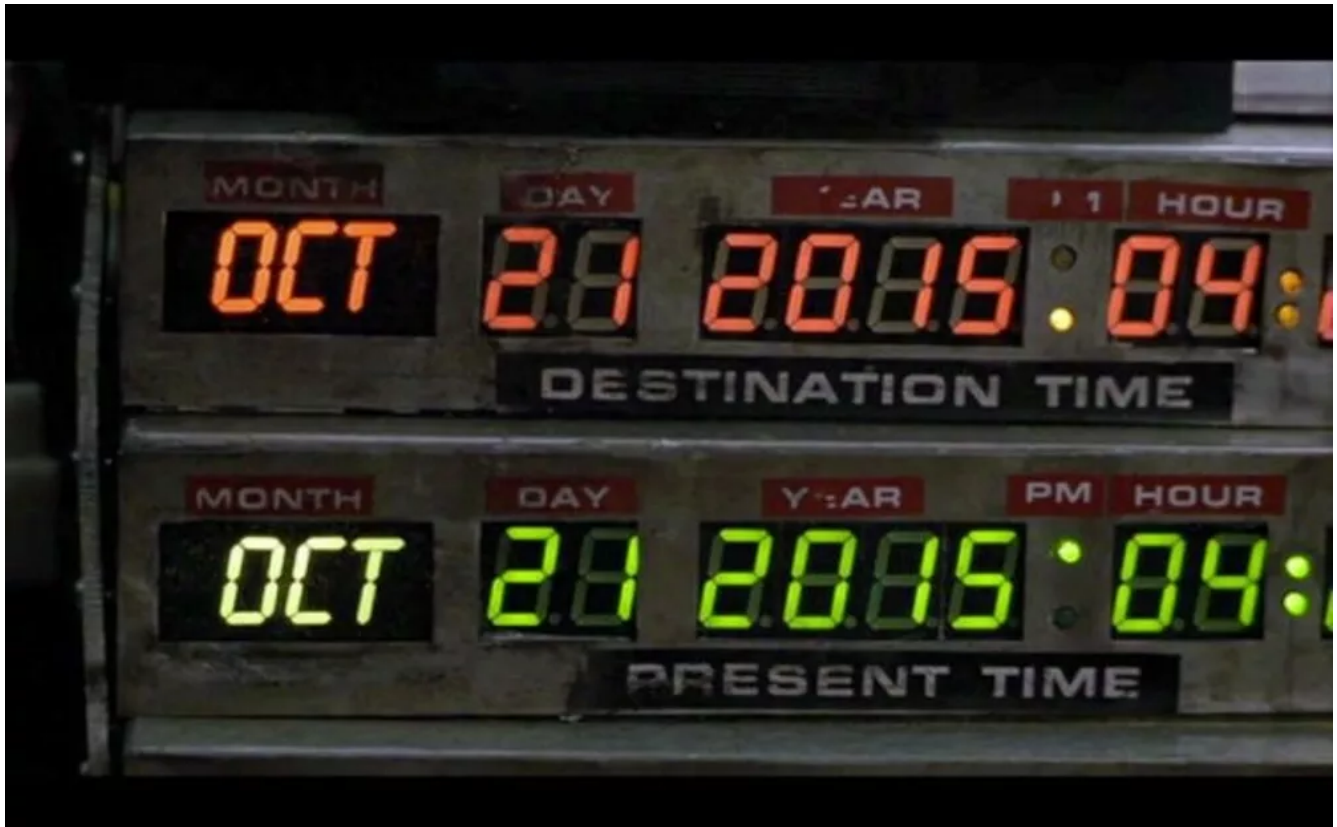 MONTH DAY HOUR
OCT 21 2015 04
DESTINATION TIME
MONTH DAY PM HOUR
OCT 21 2015 04
PRESENT TIME